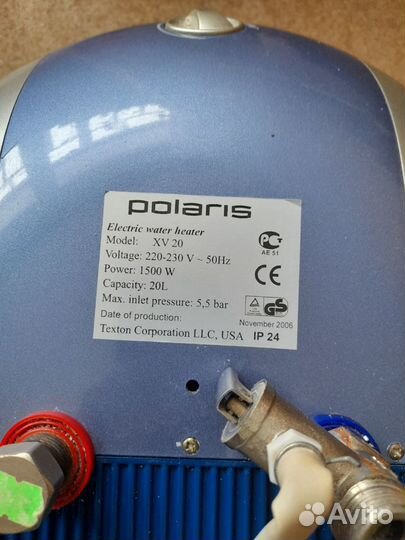 polaris
Electric water heater
Model: XV 20
Voltage: 220-230 V ~ 50Hz
Power: 1500 W
Capacity: 20L
Max. inlet pressure: 5,5 bar
Date of production: November 2006
Texton Corporation LLC, USA IP 24
АЕ 51
CE
GS
Avito